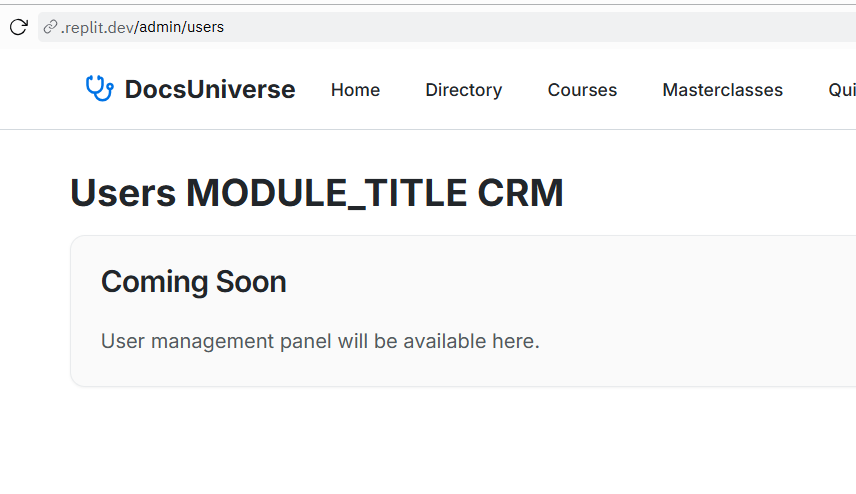 .replit.dev/admin/users
DocsUniverse Home Directory Courses Masterclasses Qui
Users MODULE_TITLE CRM
Coming Soon
User management panel will be available here.